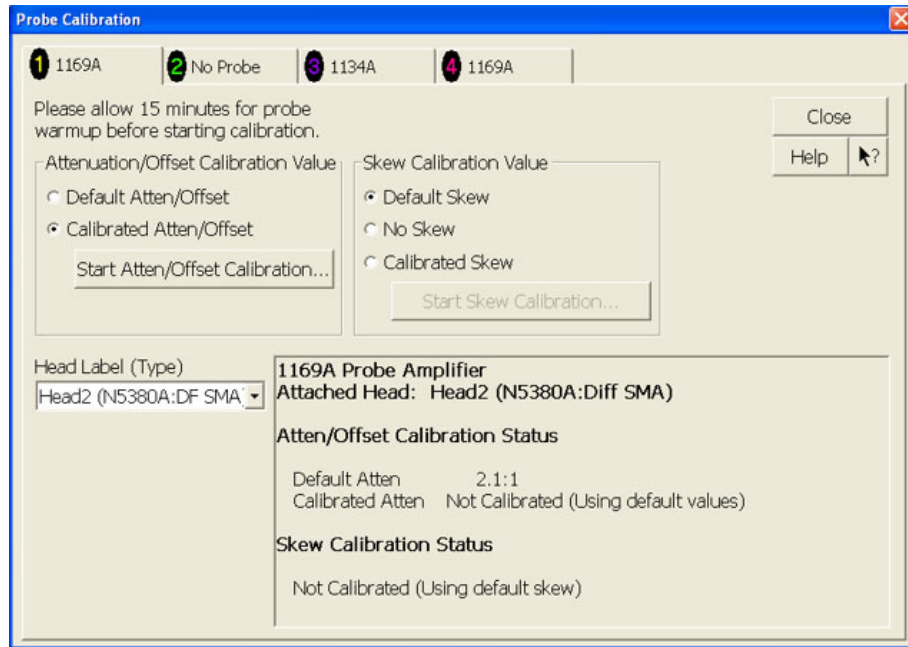 Probe Calibration
1 1169A 2 No Probe 3 1134A 4 1169A
Please allow 15 minutes for probe
warmup before starting calibration.
Close
Help ?
Attenuation/Offset Calibration Value
Default Atten/Offset
Calibrated Atten/Offset
Start Atten/Offset Calibration...
Skew Calibration Value
Default Skew
No Skew
Calibrated Skew
Start Skew Calibration...
Head Label (Type)
Head2 (N5380A:DF SMA)
1169A Probe Amplifier
Attached Head: Head2 (N5380A:Diff SMA)
Atten/Offset Calibration Status
Default Atten 2.1:1
Calibrated Atten Not Calibrated (Using default values)
Skew Calibration Status
Not Calibrated (Using default skew)